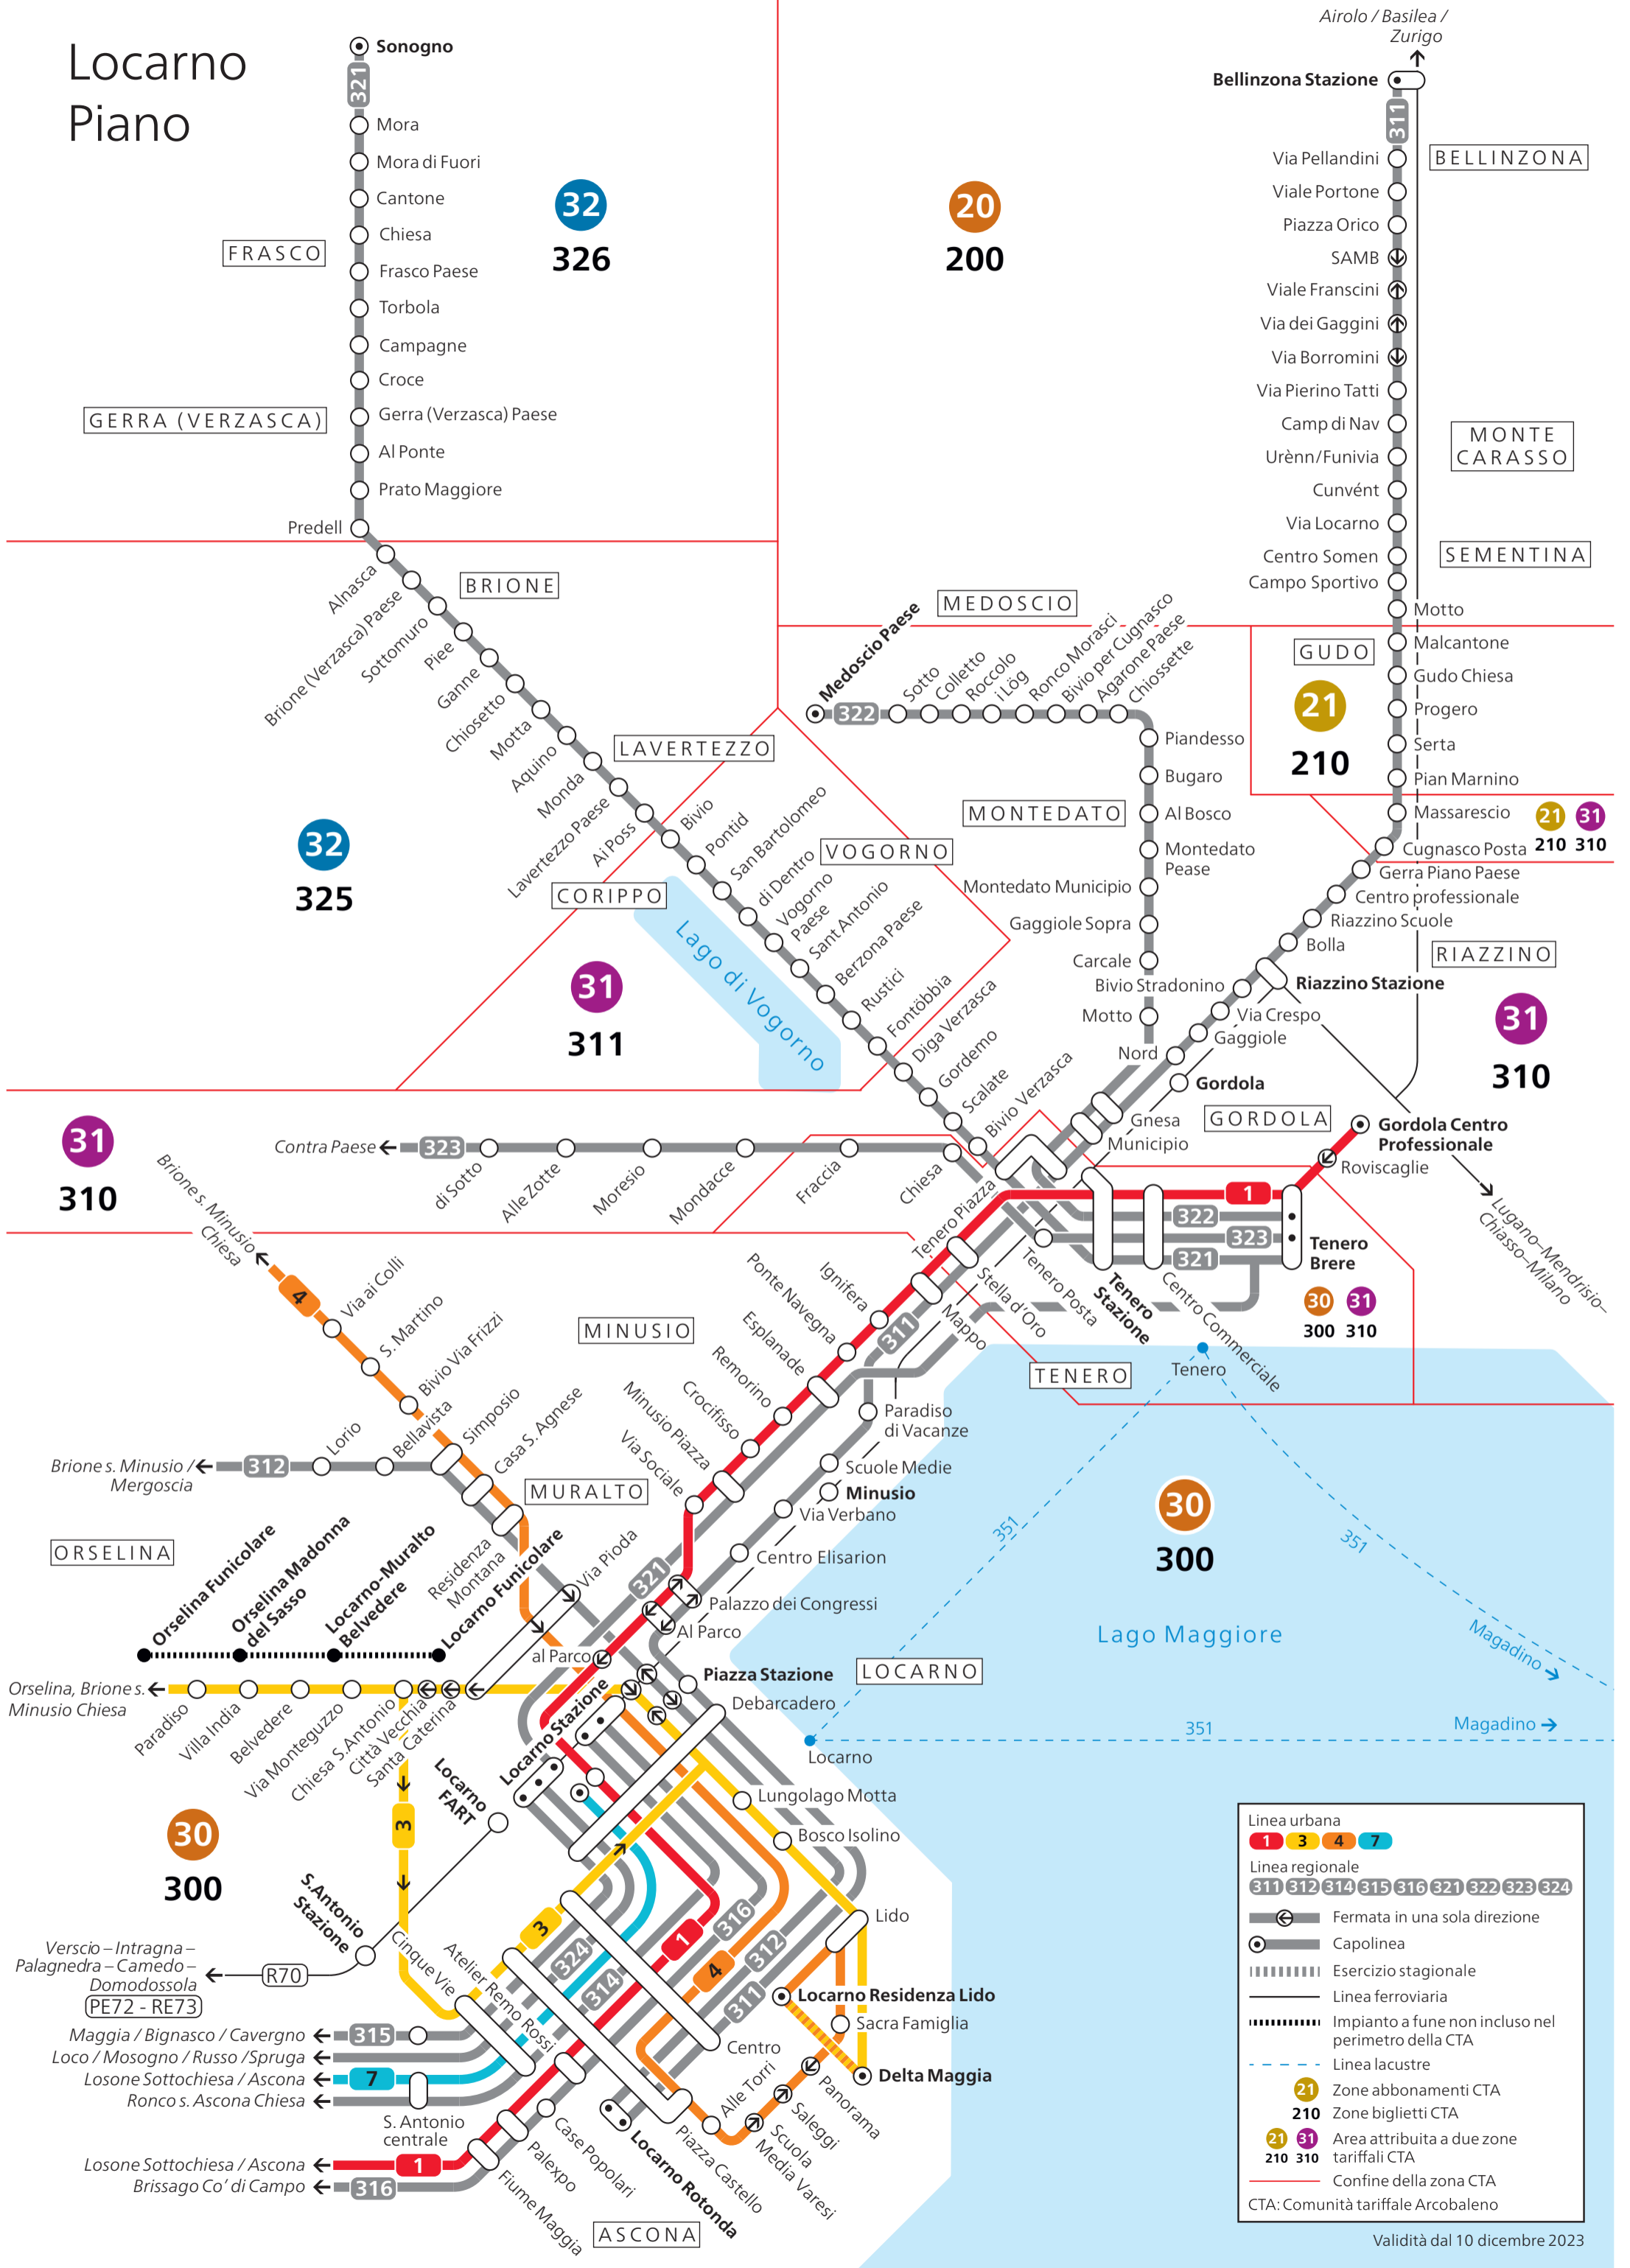 Locarno
Piano
Sonogno
321
Mora
Mora di Fuori
Cantone
Chiesa
Frasco Paese
Torbola
Campagne
Croce
Gerra (Verzasca) Paese
Al Ponte
Prato Maggiore
Predell
FRASCO
GERRA (VERZASCA)
32
326
20
200
Airolo / Basilea /
Zurigo
Bellinzona Stazione
311
Via Pellandini
Viale Portone
Piazza Orico
SAMB
Viale Franscini
Via dei Gaggini
Via Borromini
Via Pierino Tatti
Camp di Nav
Urènn/Funivia
Cunvént
Via Locarno
Centro Somen
Campo Sportivo
Motto
Malcantone
Gudo Chiesa
Progero
Serta
Pian Marnino
Massarescio
Cugnasco Posta
Gerra Piano Paese
Centro professionale
Riazzino Scuole
Bolla
Riazzino Stazione
Via Crespo
Gaggiole
Gordola
Gnesa
Municipio
BELLINZONA
MONTE
CARASSO
SEMENTINA
GUDO
21
210
21 31
210 310
RIAZZINO
31
310
Alnasca
Brione (Verzasca) Paese
Sottomuro
Piee
Ganne
Chiosetto
Motta
Aquino
Monda
Lavertezzo Paese
Ai Poss
Bivio
Pontid
San Bartolomeo
di Dentro
Vogorno
Paese
Sant Antonio
Berzona Paese
Rustici
Fontöbbia
Diga Verzasca
Gordemo
Scalate
Bivio Verzasca
BRIONE
LAVERTEZZO
VOGORNO
CORIPPO
Lago di Vogorno
32
325
31
311
MEDOSCIO
Medoscio Paese
322
Sotto
Colletto
Roccolo
i Lög
Ronco Morasci
Bivio per Cugnasco
Agarone Paese
Chiossette
Piandesso
Bugaro
Al Bosco
Montedato
Pease
MONTEDATO
Montedato Municipio
Gaggiole Sopra
Carcale
Bivio Stradonino
Motto
Nord
GORDOLA
Gordola Centro
Professionale
Roviscaglie
Lugano–Mendrisio–
Chiasso–Milano
31
310
Contra Paese
323
di Sotto
Alle Zotte
Moresio
Mondacce
Fraccia
Chiesa
1
322
323
321
Tenero
Brere
30 31
300 310
Tenero Piazza
Stella d'Oro
Tenero Posta
Tenero
Stazione
Centro Commerciale
Mappo
TENERO
Tenero
Brione s. Minusio
Chiesa
4
Via ai Colli
S. Martino
Bivio Via Frizzi
Simposio
Casa S. Agnese
Lorio
Bellavista
Brione s. Minusio /
Mergoscia
312
MINUSIO
MURALTO
ORSELINA
Ignifera
Ponte Navegna
Esplanade
Remorino
Crocifisso
Minusio Piazza
Via Sociale
311
Paradiso
di Vacanze
Scuole Medie
Minusio
Via Verbano
Centro Elisarion
Palazzo dei Congressi
Al Parco
321
Residenza
Montana
Via Pioda
al Parco
Orselina Funicolare
Orselina Madonna
del Sasso
Locarno-Muralto
Belvedere
Locarno Funicolare
Orselina, Brione s.
Minusio Chiesa
Paradiso
Villa India
Belvedere
Via Monteguzzo
Chiesa S. Antonio
Città Vecchia
Santa Caterina
Piazza Stazione
LOCARNO
Debarcadero
Locarno Stazione
Locarno
FART
Locarno
30
300
Lago Maggiore
351
351
351
Magadino
Magadino
Lungolago Motta
Bosco Isolino
Lido
Locarno Residenza Lido
Sacra Famiglia
Delta Maggia
Panorama
Saleggi
Scuola
Media Varesi
Alle Torri
Piazza Castello
Centro
3
30
300
S. Antonio
Stazione
Verscio – Intragna –
Palagnedra – Camedo –
Domodossola
R70
PE72 - RE73
Cinque Vie
Atelier Remo Rossi
3
324
314
1
316
4
312
311
Maggia / Bignasco / Cavergno
315
Loco / Mosogno / Russo /Spruga
Losone Sottochiesa / Ascona
7
Ronco s. Ascona Chiesa
S. Antonio
centrale
Losone Sottochiesa / Ascona
1
Brissago Co' di Campo
316
Case Popolari
Palexpo
Fiume Maggia
Locarno Rotonda
ASCONA
Linea urbana
1 3 4 7
Linea regionale
311 312 314 315 316 321 322 323 324
Fermata in una sola direzione
Capolinea
Esercizio stagionale
Linea ferroviaria
Impianto a fune non incluso nel
perimetro della CTA
Linea lacustre
21 Zone abbonamenti CTA
210 Zone biglietti CTA
21 31 Area attribuita a due zone
210 310 tariffali CTA
Confine della zona CTA
CTA: Comunità tariffale Arcobaleno
Validità dal 10 dicembre 2023